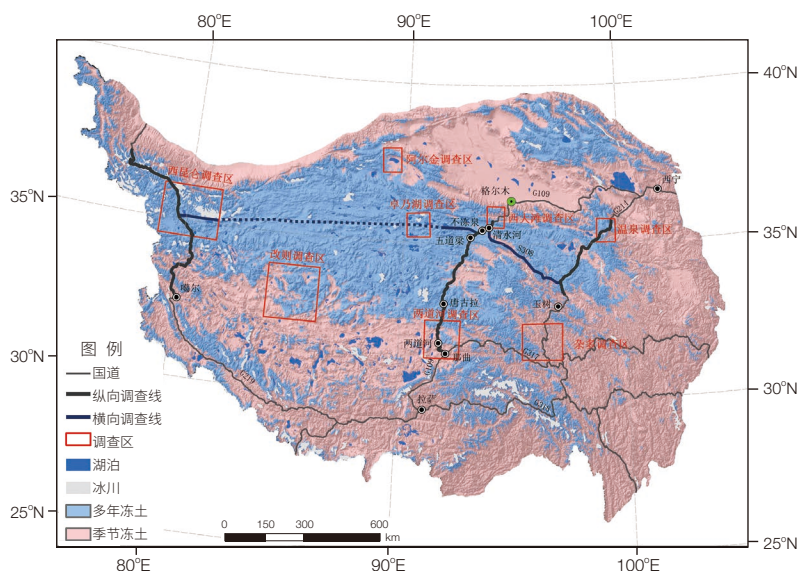 80°E
90°E
100°E
40°N
35°N
35°N
30°N
30°N
25°N
25°N
80°E
90°E
100°E
阿尔金调查区
西昆仑调查区
格尔木
G109
西宁
卓乃湖调查区
不冻泉
西大滩调查区
G214
温泉调查区
五道梁
清水河
S308
改则调查区
唐古拉
玉树
两道河调查区
杂多调查区
两道河
那曲
G317
G109
G219
拉萨
G318
图 例
国道
纵向调查线
横向调查线
调查区
湖泊
冰川
多年冻土
季节冻土
0 150 300 600
km